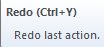 Redo (Ctrl+Y)
Redo last action.